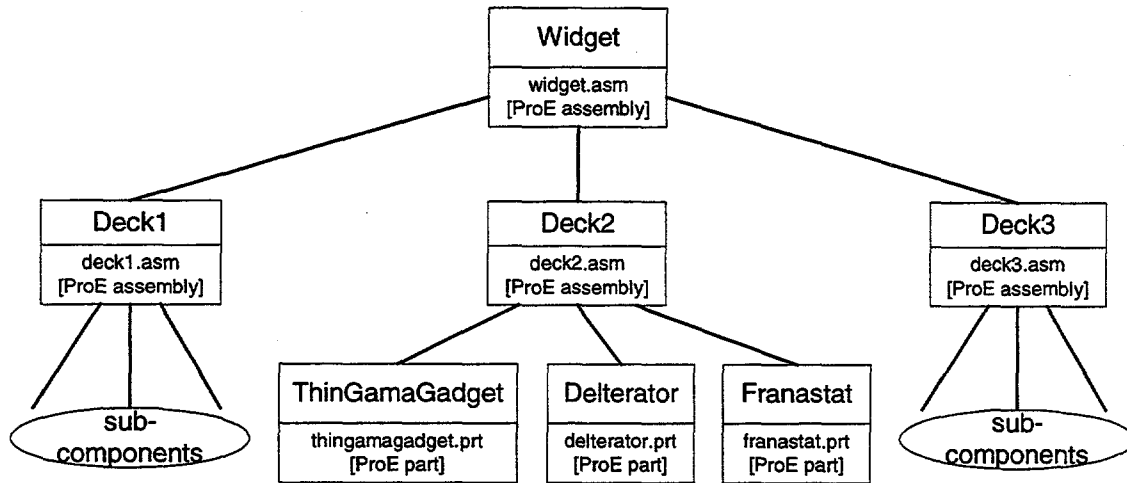 Widget
widget.asm
[ProE assembly]
Deck1
deck1.asm
[ProE assembly]
Deck2
deck2.asm
[ProE assembly]
Deck3
deck3.asm
[ProE assembly]
sub-
components
ThinGamaGadget
thingamagadget.prt
[ProE part]
Delterator
delterator.prt
[ProE part]
Franastat
franastat.prt
[ProE part]
sub-
components